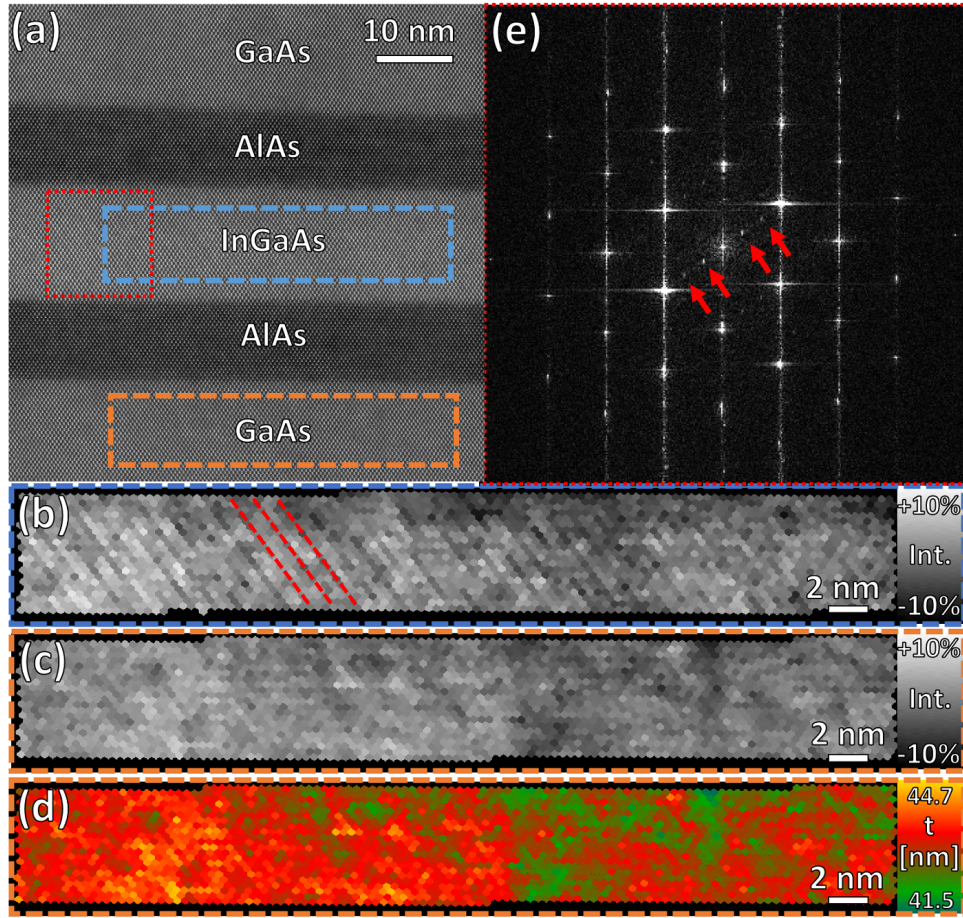 (a)
10 nm
GaAs
AlAs
InGaAs
AlAs
GaAs
(e)
(b)
2 nm
+10%
Int.
-10%
(c)
2 nm
+10%
Int.
-10%
(d)
2 nm
44.7
t
[nm]
41.5